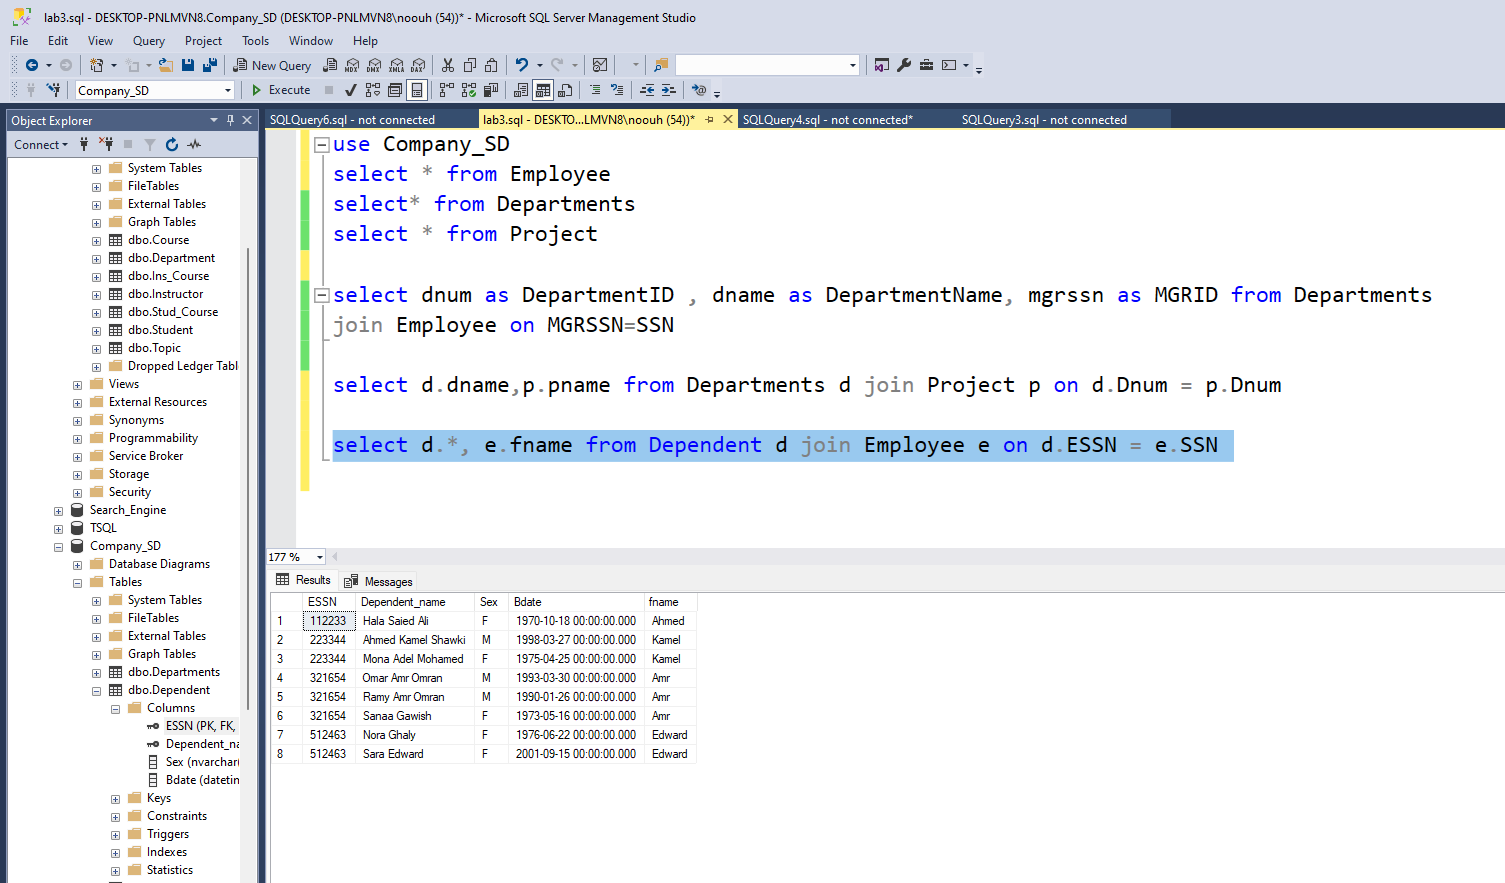 lab3.sql - DESKTOP-PNLMVN8.Company_SD (DESKTOP-PNLMVN8\noouh (54))* - Microsoft SQL Server Management Studio
File Edit View Query Project Tools Window Help
New Query MDX DMX XMLA DAX
Company_SD Execute
Object Explorer
Connect
System Tables
FileTables
External Tables
Graph Tables
dbo.Course
dbo.Department
dbo.Ins_Course
dbo.Instructor
dbo.Stud_Course
dbo.Student
dbo.Topic
Dropped Ledger Tabl
Views
External Resources
Synonyms
Programmability
Service Broker
Storage
Security
Search_Engine
TSQL
Company_SD
Database Diagrams
Tables
System Tables
FileTables
External Tables
Graph Tables
dbo.Departments
dbo.Dependent
Columns
ESSN (PK, FK,
Dependent_na
Sex (nvarchar(
Bdate (datetin
Keys
Constraints
Triggers
Indexes
Statistics
SQLQuery6.sql - not connected lab3.sql - DESKTO...LMVN8\noouh (54))* SQLQuery4.sql - not connected* SQLQuery3.sql - not connected
use Company_SD
select * from Employee
select* from Departments
select * from Project
select dnum as DepartmentID , dname as DepartmentName, mgrssn as MGRID from Departments
join Employee on MGRSSN=SSN
select d.dname,p.pname from Departments d join Project p on d.Dnum = p.Dnum
select d.*, e.fname from Dependent d join Employee e on d.ESSN = e.SSN
177 %
Results Messages
ESSN Dependent_name Sex Bdate fname
1 112233 Hala Saied Ali F 1970-10-18 00:00:00.000 Ahmed
2 223344 Ahmed Kamel Shawki M 1998-03-27 00:00:00.000 Kamel
3 223344 Mona Adel Mohamed F 1975-04-25 00:00:00.000 Kamel
4 321654 Omar Amr Omran M 1993-03-30 00:00:00.000 Amr
5 321654 Ramy Amr Omran M 1990-01-26 00:00:00.000 Amr
6 321654 Sanaa Gawish F 1973-05-16 00:00:00.000 Amr
7 512463 Nora Ghaly F 1976-06-22 00:00:00.000 Edward
8 512463 Sara Edward F 2001-09-15 00:00:00.000 Edward